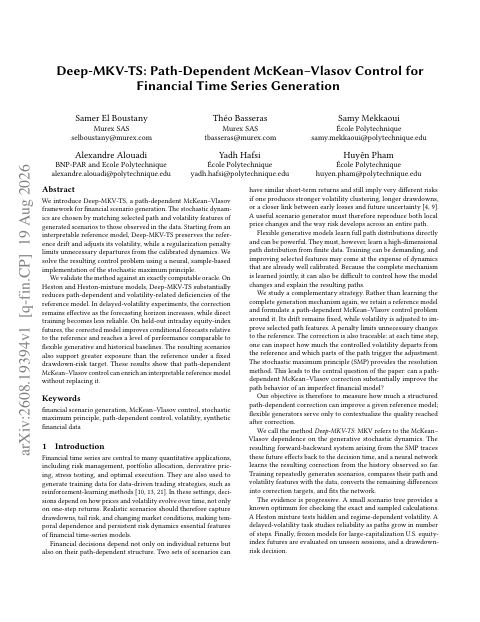 Deep-MKV-TS: Path-Dependent McKean–Vlasov Control for
Financial Time Series Generation
Samer El Boustany
Murex SAS
selboustany@murex.com
Théo Basseras
Murex SAS
tbasseras@murex.com
Samy Mekkaoui
École Polytechnique
samy.mekkaoui@polytechnique.edu
Alexandre Alouadi
BNP-PAR and Ecole Polytechnique
alexandre.alouadi@polytechnique.edu
Yadh Hafsi
École Polytechnique
yadh.hafsi@polytechnique.edu
Huyên Pham
École Polytechnique
huyen.pham@polytechnique.edu
arXiv:2608.19394v1 [q-fin.CP] 19 Aug 2026
Abstract
We introduce Deep-MKV-TS, a path-dependent McKean–Vlasov
framework for financial scenario generation. The stochastic dynam-
ics are chosen by matching selected path and volatility features of
generated scenarios to those observed in the data. Starting from an
interpretable reference model, Deep-MKV-TS preserves the refer-
ence drift and adjusts its volatility, while a regularization penalty
limits unnecessary departures from the calibrated dynamics. We
solve the resulting control problem using a neural, sample-based
implementation of the stochastic maximum principle.
We validate the method against an exactly computable oracle. On
Heston and Heston-mixture models, Deep-MKV-TS substantially
reduces path-dependent and volatility-related deficiencies of the
reference model. In delayed-volatility experiments, the correction
remains effective as the forecasting horizon increases, while direct
training becomes less reliable. On held-out intraday equity-index
futures, the corrected model improves conditional forecasts relative
to the reference and reaches a level of performance comparable to
flexible generative and historical baselines. The resulting scenarios
also support greater exposure than the reference under a fixed
drawdown-risk target. These results show that path-dependent
McKean–Vlasov control can enrich an interpretable reference model
without replacing it.
Keywords
financial scenario generation, McKean–Vlasov control, stochastic
maximum principle, path-dependent control, volatility, synthetic
financial data
1 Introduction
Financial time series are central to many quantitative applications,
including risk management, portfolio allocation, derivative pric-
ing, stress testing, and optimal execution. They are also used to
generate training data for data-driven trading strategies, such as
reinforcement-learning methods [10, 13, 21]. In these settings, deci-
sions depend on how prices and volatility evolve over time, not only
on one-step returns. Realistic scenarios should therefore capture
drawdowns, tail risk, and changing market conditions, making tem-
poral dependence and persistent risk dynamics essential features
of financial time-series models.
Financial decisions depend not only on individual returns but
also on their path-dependent structure. Two sets of scenarios can
have similar short-term returns and still imply very different risks
if one produces stronger volatility clustering, longer drawdowns,
or a closer link between early losses and future uncertainty [4, 9].
A useful scenario generator must therefore reproduce both local
price changes and the way risk develops across an entire path.
Flexible generative models learn full path distributions directly
and can be powerful. They must, however, learn a high-dimensional
path distribution from finite data. Training can be demanding, and
improving selected features may come at the expense of dynamics
that are already well calibrated. Because the complete mechanism
is learned jointly, it can also be difficult to control how the model
changes and explain the resulting paths.
We study a complementary strategy. Rather than learning the
complete generation mechanism again, we retain a reference model
and formulate a path-dependent McKean–Vlasov control problem
around it. Its drift remains fixed, while volatility is adjusted to im-
prove selected path features. A penalty limits unnecessary changes
to the reference. The correction is also traceable: at each time step,
one can inspect how much the controlled volatility departs from
the reference and which parts of the path trigger the adjustment.
The stochastic maximum principle (SMP) provides the resolution
method. This leads to the central question of the paper: can a path-
dependent McKean–Vlasov correction substantially improve the
path behavior of an imperfect financial model?
Our objective is therefore to measure how much a structured
path-dependent correction can improve a given reference model;
flexible generators serve only to contextualize the quality reached
after correction.
We call the method Deep-MKV-TS: MKV refers to the McKean–
Vlasov dependence on the generative stochastic dynamics. The
resulting forward-backward system arising from the SMP traces
these future effects back to the decision time, and a neural network
learns the resulting correction from the history observed so far.
Training repeatedly generates scenarios, compares their path and
volatility features with the data, converts the remaining differences
into correction targets, and fits the network.
The evidence is progressive. A small scenario tree provides a
known optimum for checking the exact and sampled calculations.
A Heston mixture tests hidden and regime-dependent volatility. A
delayed-volatility task studies reliability as paths grow in number
of steps. Finally, frozen models for large-capitalization U.S. equity-
index futures are evaluated on unseen sessions, and a drawdown-
risk decision.